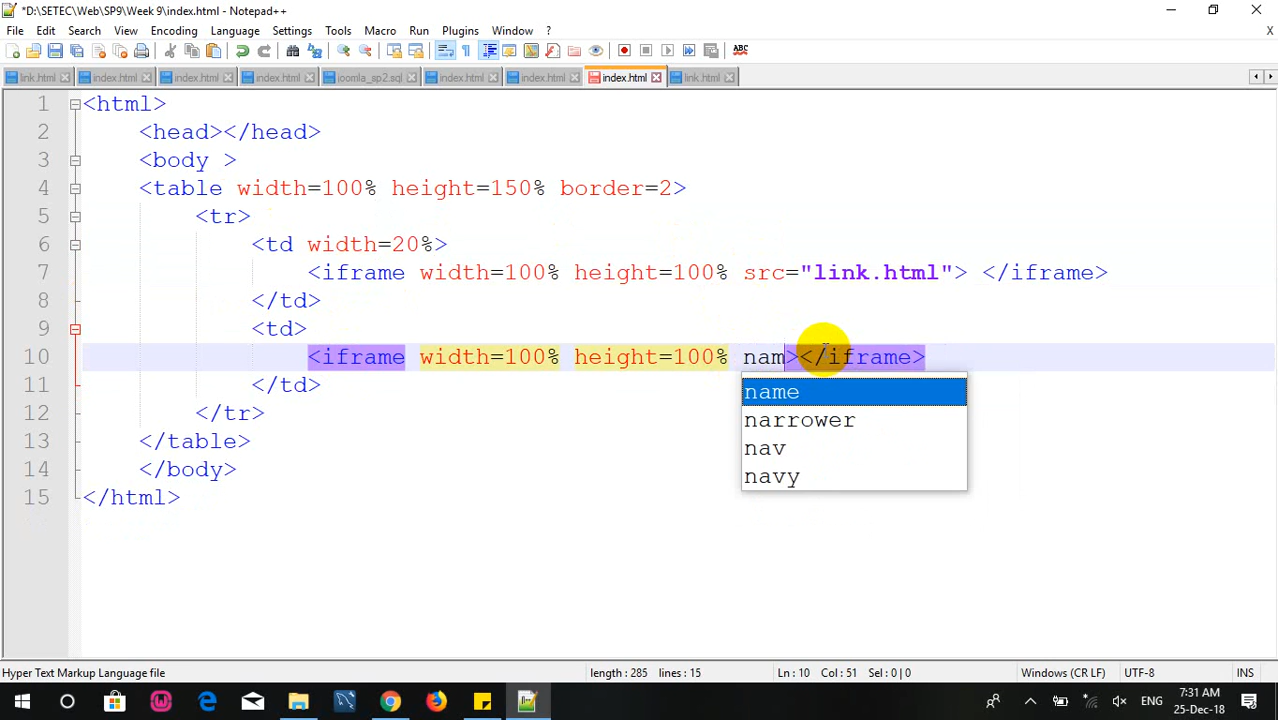 *D:\SETEC\Web\SP9\Week 9\index.html - Notepad++
File Edit Search View Encoding Language Settings Tools Macro Run Plugins Window ? X
link.html index.html index.html index.html joomla_sp2.sql index.html index.html index.html link.html
1 <html>
2 <head></head>
3 <body >
4 <table width=100% height=150% border=2>
5 <tr>
6 <td width=20%>
7 <iframe width=100% height=100% src="link.html"> </iframe>
8 </td>
9 <td>
10 <iframe width=100% height=100% nam></iframe>
11 </td>
12 </tr>
13 </table>
14 </body>
15 </html>
name
narrower
nav
navy
Hyper Text Markup Language file length : 285 lines : 15 Ln : 10 Col : 51 Sel : 0 | 0 Windows (CR LF) UTF-8 INS
ENG 7:31 AM
25-Dec-18